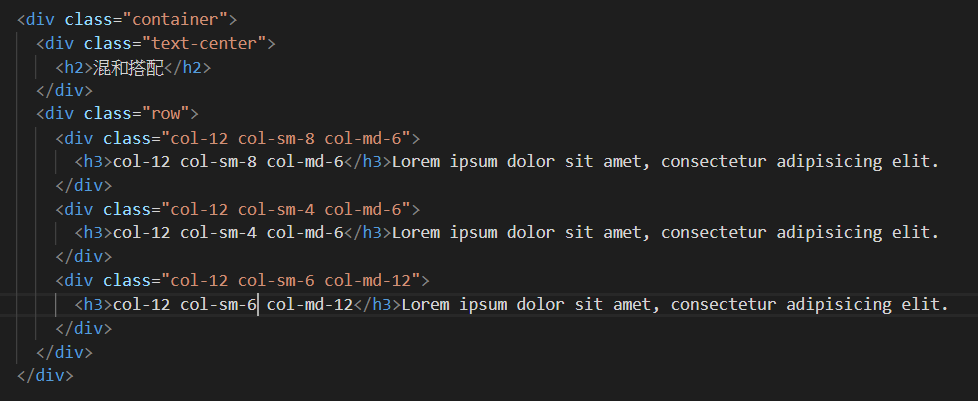 <div class="container">
<div class="text-center">
<h2>混和搭配</h2>
</div>
<div class="row">
<div class="col-12 col-sm-8 col-md-6">
<h3>col-12 col-sm-8 col-md-6</h3>Lorem ipsum dolor sit amet, consectetur adipisicing elit.
</div>
<div class="col-12 col-sm-4 col-md-6">
<h3>col-12 col-sm-4 col-md-6</h3>Lorem ipsum dolor sit amet, consectetur adipisicing elit.
</div>
<div class="col-12 col-sm-6 col-md-12">
<h3>col-12 col-sm-6 col-md-12</h3>Lorem ipsum dolor sit amet, consectetur adipisicing elit.
</div>
</div>
</div>